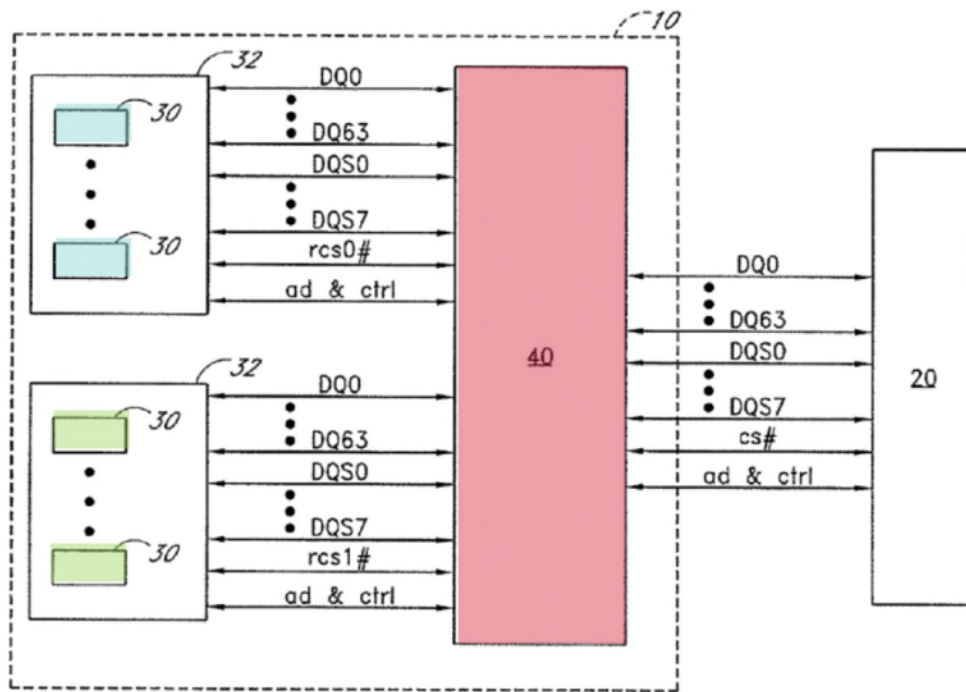 10
32
30
30
DQ0
DQ63
DQS0
DQS7
rcs0#
ad & ctrl
32
30
30
DQ0
DQ63
DQS0
DQS7
rcs1#
ad & ctrl
40
DQ0
DQ63
DQS0
DQS7
cs#
ad & ctrl
20